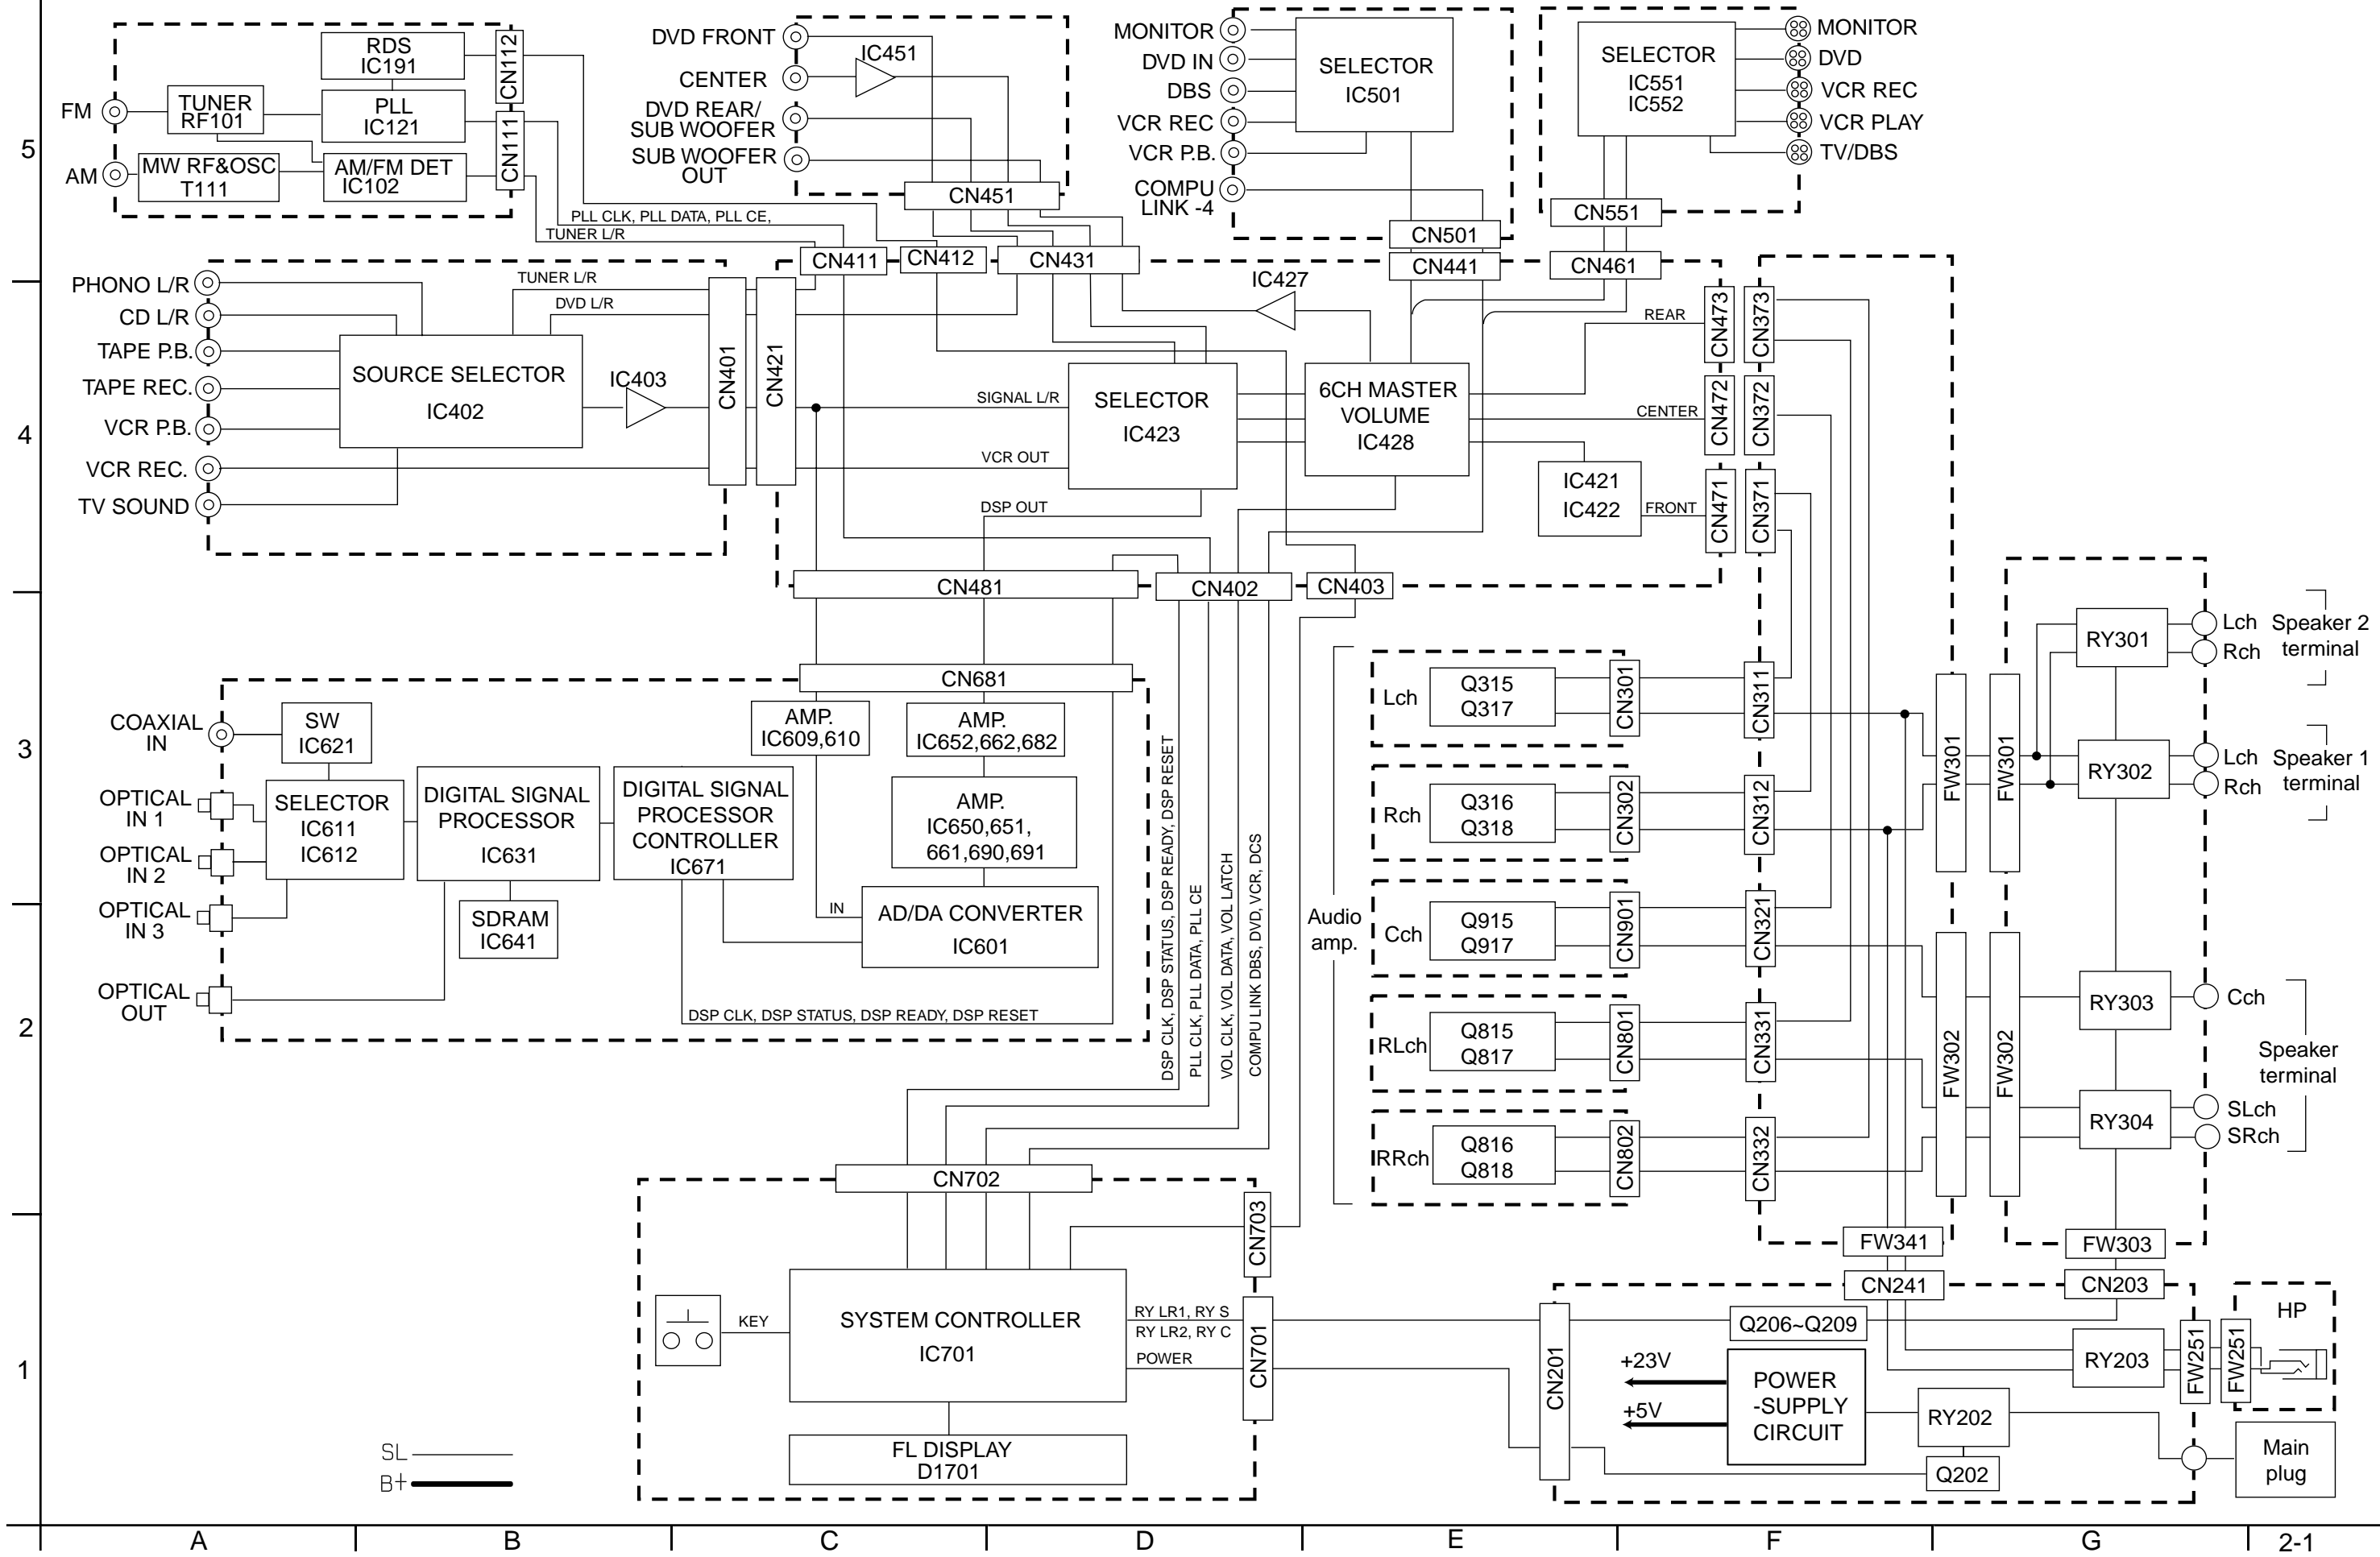 5
4
3
2
1
FM
AM
TUNER
RF101
MW RF&OSC
T111
RDS
IC191
PLL
IC121
AM/FM DET
IC102
CN112
CN111
DVD FRONT
CENTER
DVD REAR/
SUB WOOFER
SUB WOOFER
OUT
IC451
CN451
MONITOR
DVD IN
DBS
VCR REC
VCR P.B.
COMPU
LINK -4
SELECTOR
IC501
CN501
SELECTOR
IC551
IC552
CN551
MONITOR
DVD
VCR REC
VCR PLAY
TV/DBS
PLL CLK, PLL DATA, PLL CE,
TUNER L/R
CN411
CN412
CN431
CN441
CN461
PHONO L/R
CD L/R
TAPE P.B.
TAPE REC.
VCR P.B.
VCR REC.
TV SOUND
TUNER L/R
DVD L/R
SOURCE SELECTOR
IC402
IC403
CN401
CN421
IC427
SIGNAL L/R
VCR OUT
DSP OUT
SELECTOR
IC423
6CH MASTER
VOLUME
IC428
REAR
CENTER
IC421
IC422
FRONT
CN473
CN373
CN472
CN372
CN471
CN371
CN481
CN402
CN403
CN681
COAXIAL
IN
OPTICAL
IN 1
OPTICAL
IN 2
OPTICAL
IN 3
OPTICAL
OUT
SW
IC621
SELECTOR
IC611
IC612
DIGITAL SIGNAL
PROCESSOR
IC631
SDRAM
IC641
DIGITAL SIGNAL
PROCESSOR
CONTROLLER
IC671
AMP.
IC609,610
AMP.
IC652,662,682
AMP.
IC650,651,
661,690,691
IN
AD/DA CONVERTER
IC601
DSP CLK, DSP STATUS, DSP READY, DSP RESET
DSP CLK, DSP STATUS, DSP READY, DSP RESET
PLL CLK, PLL DATA, PLL CE
VOL CLK, VOL DATA, VOL LATCH
COMPU LINK DBS, DVD, VCR, DCS
Audio
amp.
Lch
Q315
Q317
CN301
CN311
Rch
Q316
Q318
CN302
CN312
Cch
Q915
Q917
CN901
CN321
RLch
Q815
Q817
CN801
CN331
RRch
Q816
Q818
CN802
CN332
FW301
FW301
FW302
FW302
RY301
RY302
RY303
RY304
Lch
Rch
Speaker 2
terminal
Lch
Rch
Speaker 1
terminal
Cch
SLch
SRch
Speaker
terminal
FW341
FW303
CN241
CN203
CN702
CN703
CN701
KEY
SYSTEM CONTROLLER
IC701
FL DISPLAY
D1701
RY LR1, RY S
RY LR2, RY C
POWER
CN201
Q206~Q209
+23V
+5V
POWER
-SUPPLY
CIRCUIT
RY203
RY202
Q202
FW251
FW251
HP
Main
plug
SL
B+
A
B
C
D
E
F
G
2-1